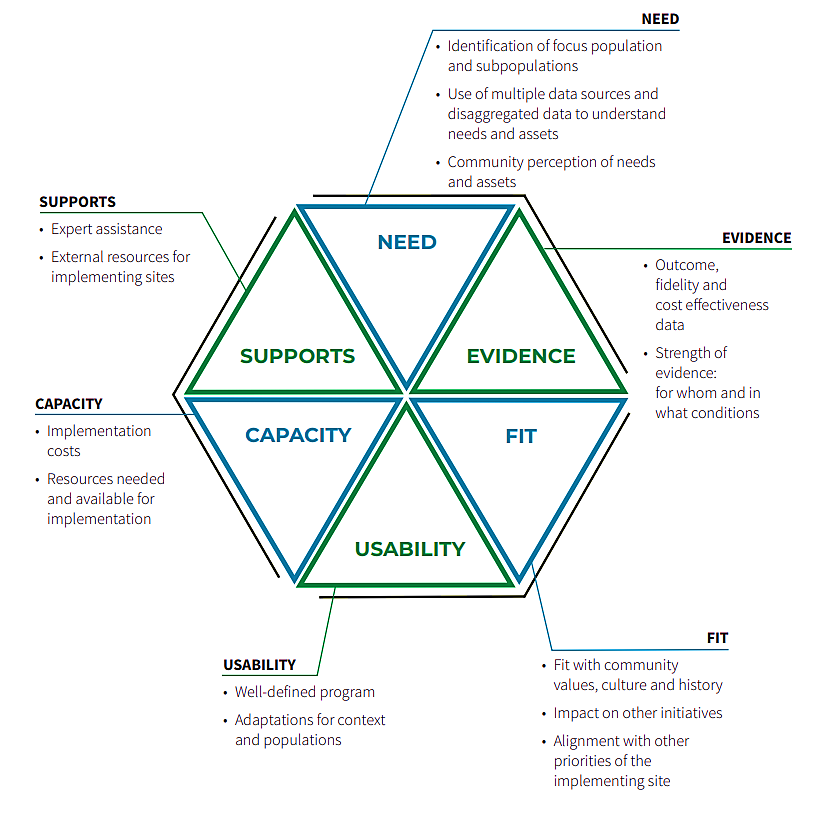 NEED
• Identification of focus population
and subpopulations
• Use of multiple data sources and
disaggregated data to understand
needs and assets
• Community perception of needs
and assets
SUPPORTS
• Expert assistance
• External resources for
implementing sites
EVIDENCE
• Outcome,
fidelity and
cost effectiveness
data
• Strength of
evidence:
for whom and in
what conditions
NEED
SUPPORTS
EVIDENCE
CAPACITY
FIT
USABILITY
CAPACITY
• Implementation
costs
• Resources needed
and available for
implementation
USABILITY
• Well-defined program
• Adaptations for context
and populations
FIT
• Fit with community
values, culture and history
• Impact on other initiatives
• Alignment with other
priorities of the
implementing site